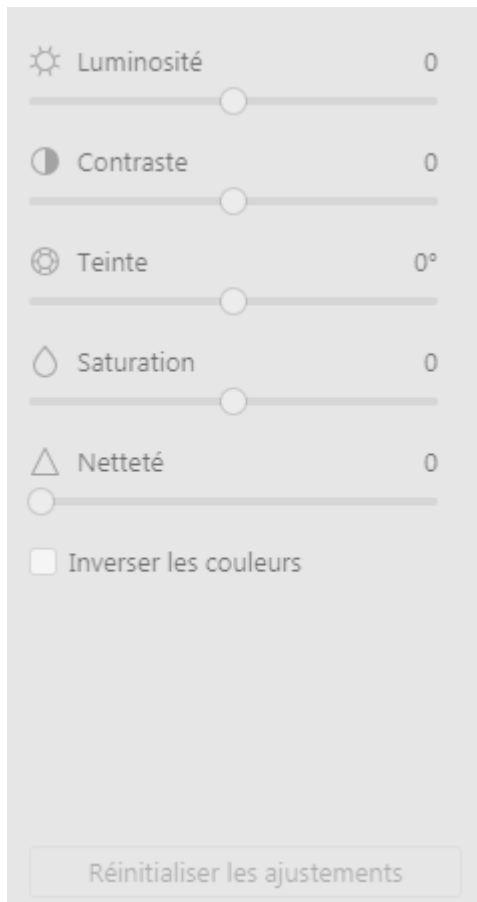 Luminosité 0
Contraste 0
Teinte 0°
Saturation 0
Netteté 0
Inverser les couleurs
Réinitialiser les ajustements